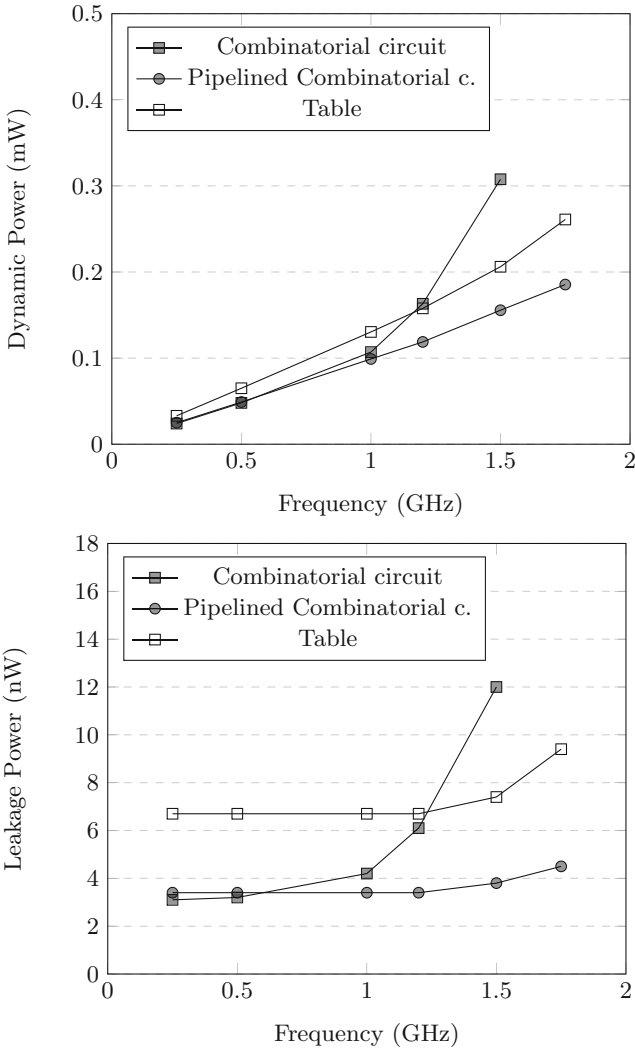 0.5
0.4
0.3
0.2
0.1
0
Dynamic Power (mW)
Combinatorial circuit
Pipelined Combinatorial c.
Table
0 0.5 1 1.5 2
Frequency (GHz)
18
16
14
12
10
8
6
4
2
0
Leakage Power (nW)
Combinatorial circuit
Pipelined Combinatorial c.
Table
0 0.5 1 1.5 2
Frequency (GHz)